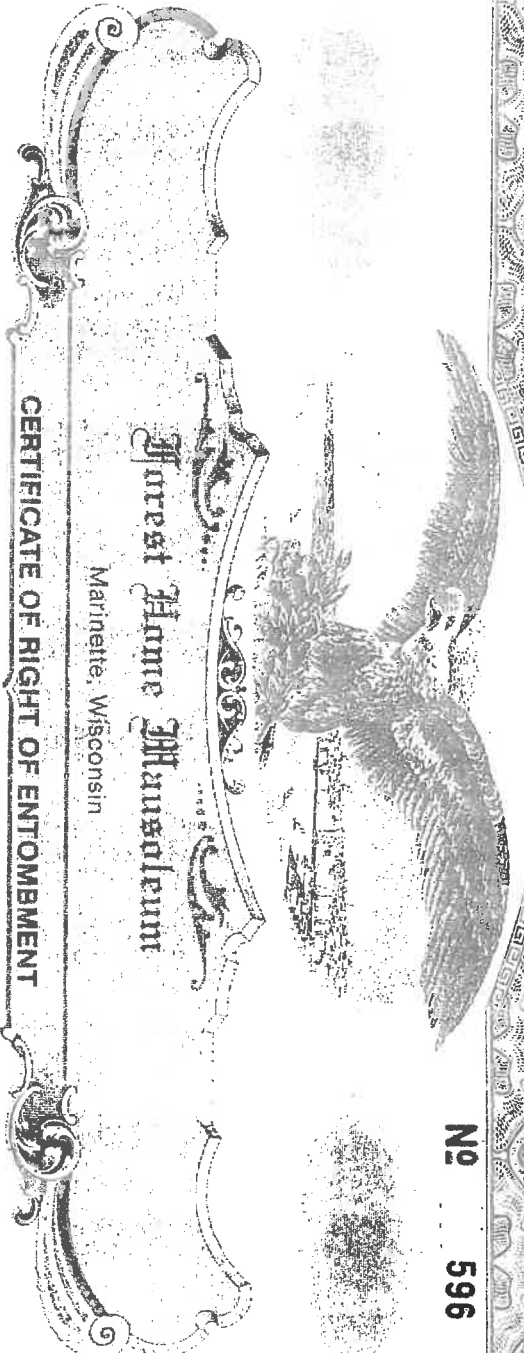 Nº 596
Forest Home Mausoleum
Marinette, Wisconsin
CERTIFICATE OF RIGHT OF ENTOMBMENT